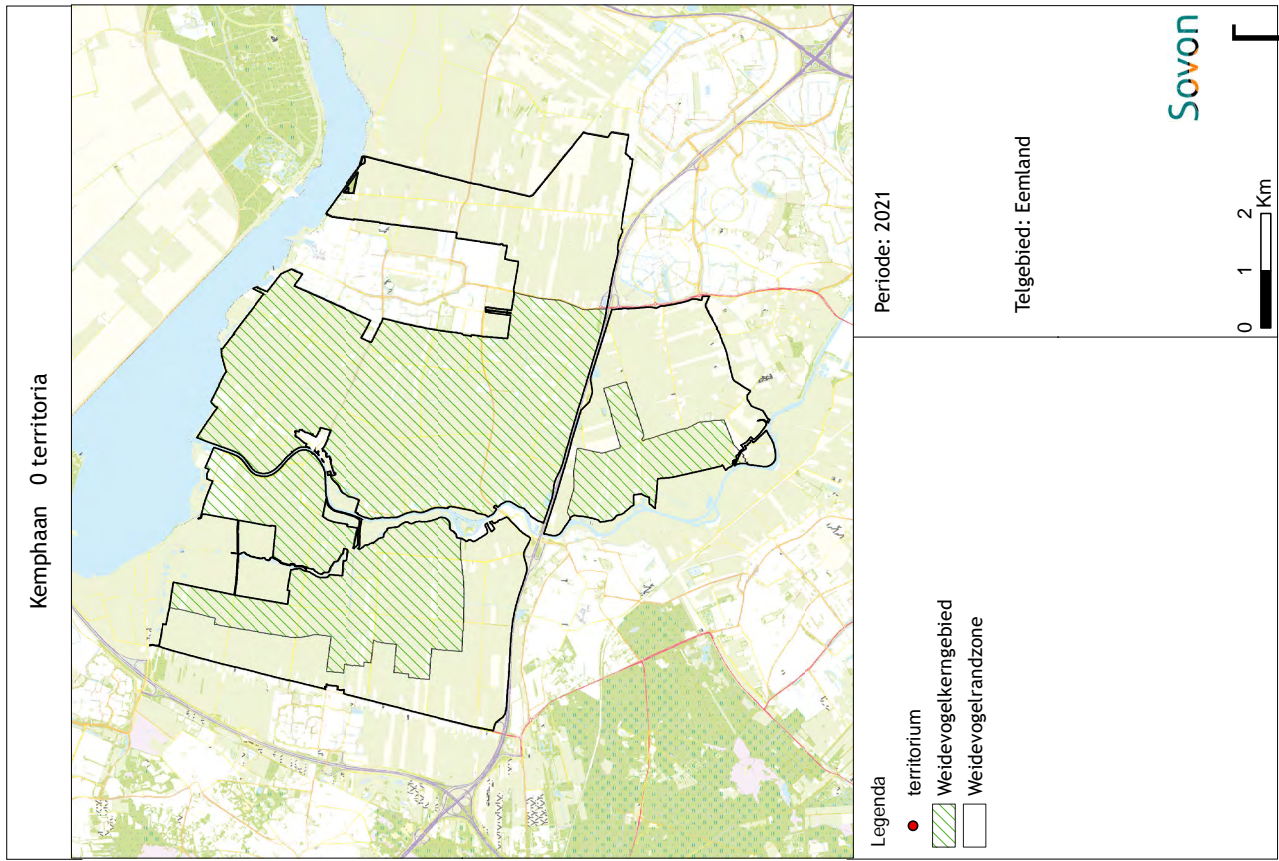 Kemphaan 0 territoria
Legenda
territorium
Weidevogelkerngebied
Weidevogelrandzone
Periode: 2021
Telgebied: Eemland
0 1 2
Km
Sovon